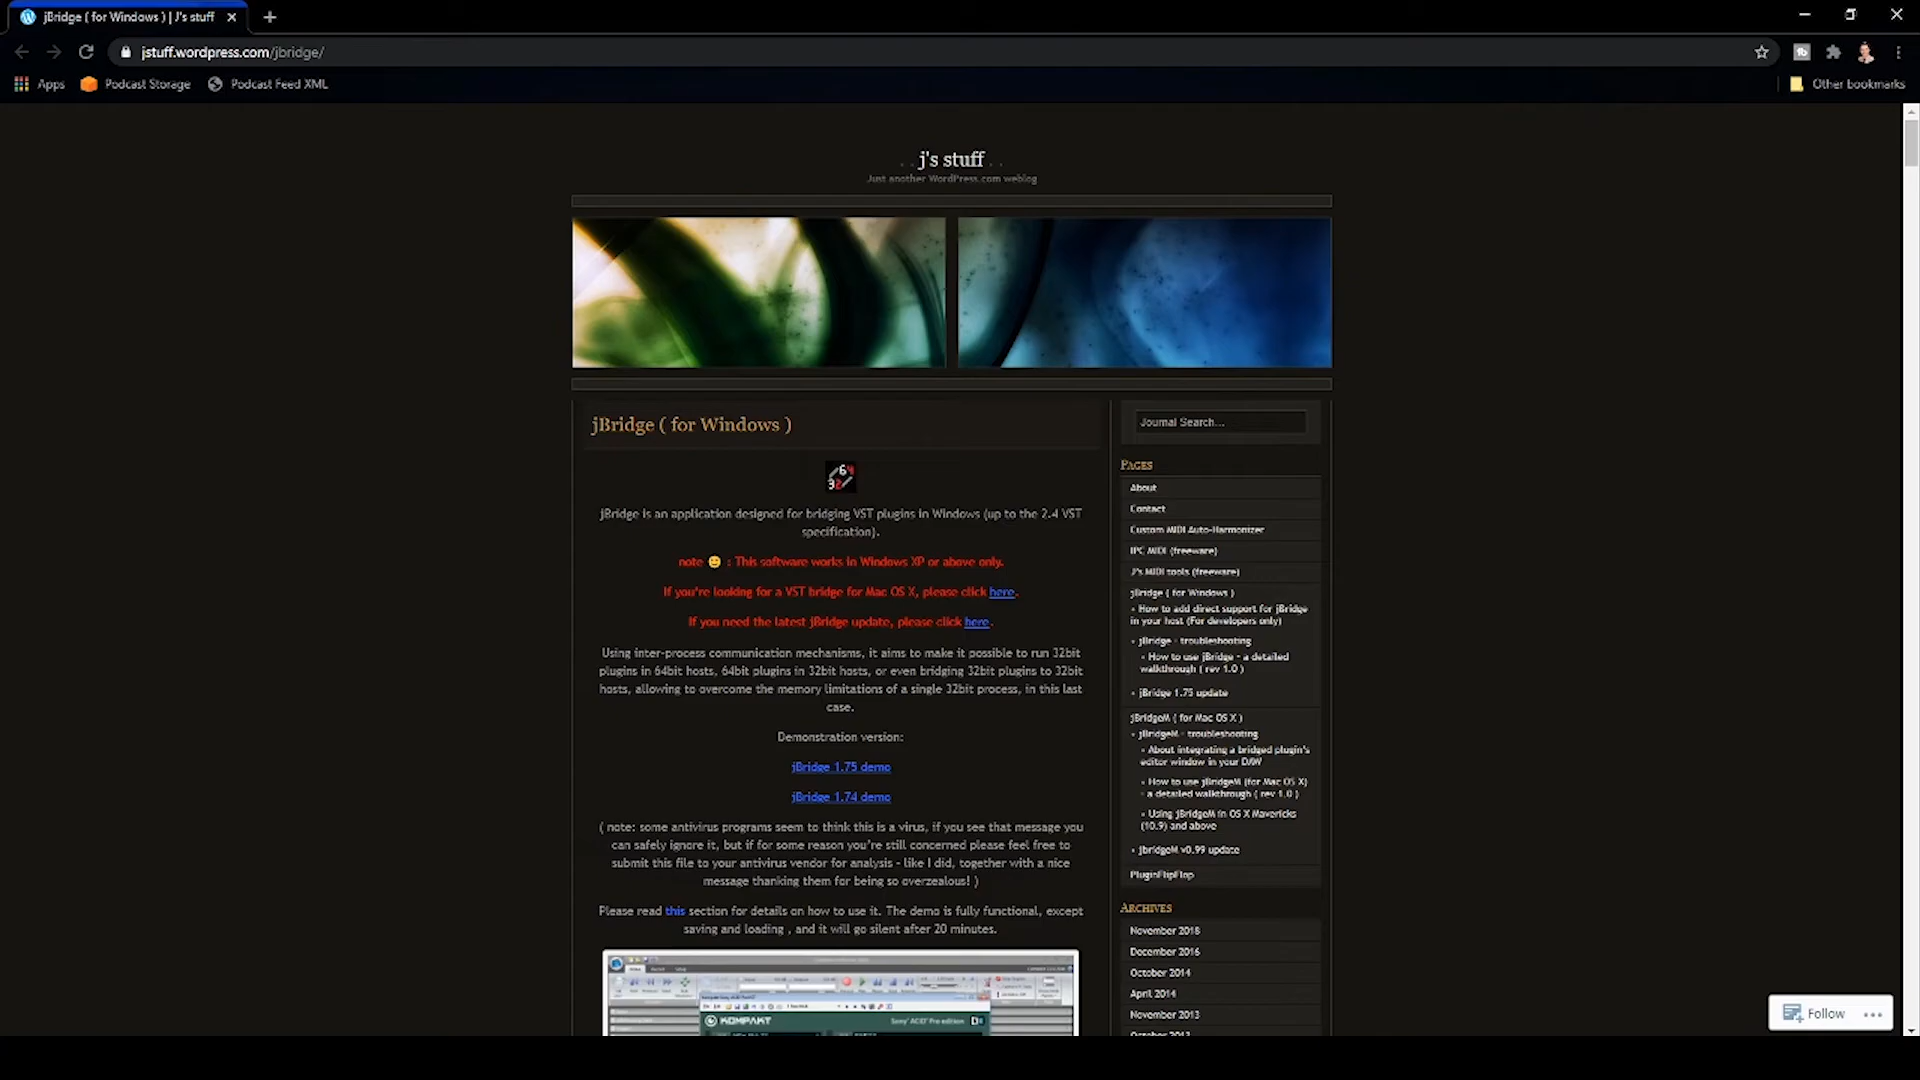 jBridge ( for Windows ) | J's stuff
jstuff.wordpress.com/jbridge/
Apps
Podcast Storage
Podcast Feed XML
Other bookmarks
. . j's stuff . .
Just another WordPress.com weblog
jBridge ( for Windows )
64
32
jBridge is an application designed for bridging VST plugins in Windows (up to the 2.4 VST
specification).
note 🙂 : This software works in Windows XP or above only.
If you're looking for a VST bridge for Mac OS X, please click here.
If you need the latest jBridge update, please click here.
Using inter-process communication mechanisms, it aims to make it possible to run 32bit
plugins in 64bit hosts, 64bit plugins in 32bit hosts, or even bridging 32bit plugins to 32bit
hosts, allowing to overcome the memory limitations of a single 32bit process, in this last
case.
Demonstration version:
jBridge 1.75 demo
jBridge 1.74 demo
( note: some antivirus programs seem to think this is a virus, if you see that message you
can safely ignore it, but if for some reason you're still concerned please feel free to
submit this file to your antivirus vendor for analysis - like I did, together with a nice
message thanking them for being so overzealous! )
Please read this section for details on how to use it. The demo is fully functional, except
saving and loading , and it will go silent after 20 minutes.
KOMPAKT
Sony ACID Pro edition
Journal Search...
Pages
About
Contact
Custom MIDI Auto-Harmonizer
IPC MIDI (freeware)
J's MIDI tools (freeware)
jBridge ( for Windows )
• How to add direct support for jBridge
in your host (For developers only)
• jBridge - troubleshooting
• How to use jBridge - a detailed
walkthrough ( rev 1.0 )
• jBridge 1.75 update
jBridgeM ( for Mac OS X )
• jBridgeM - troubleshooting
• About integrating a bridged plugin's
editor window in your DAW
• How to use jBridgeM (for Mac OS X)
- a detailed walkthrough ( rev 1.0 )
• Using jBridgeM in OS X Mavericks
(10.9) and above
• jbridgeM v0.99 update
PluginFlipFlop
Archives
November 2018
December 2016
October 2014
April 2014
November 2013
October 2013
Follow